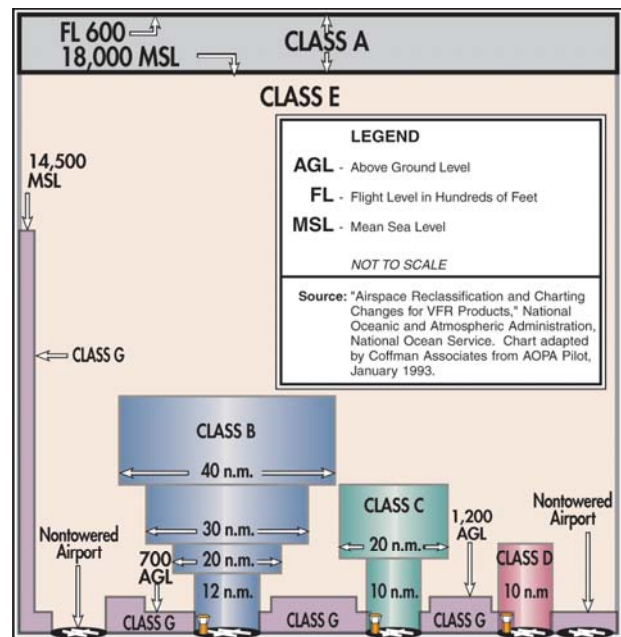 FL 600
18,000 MSL
CLASS A
CLASS E
LEGEND
AGL - Above Ground Level
FL - Flight Level in Hundreds of Feet
MSL - Mean Sea Level
NOT TO SCALE
Source: "Airspace Reclassification and Charting
Changes for VFR Products," National
Oceanic and Atmospheric Administration,
National Ocean Service. Chart adapted
by Coffman Associates from AOPA Pilot,
January 1993.
14,500
MSL
CLASS G
CLASS B
40 n.m.
30 n.m.
20 n.m.
12 n.m.
CLASS C
20 n.m.
10 n.m.
CLASS D
10 n.m
Nontowered
Airport
700
AGL
1,200
AGL
Nontowered
Airport
CLASS G
CLASS G
CLASS G
CLASS G